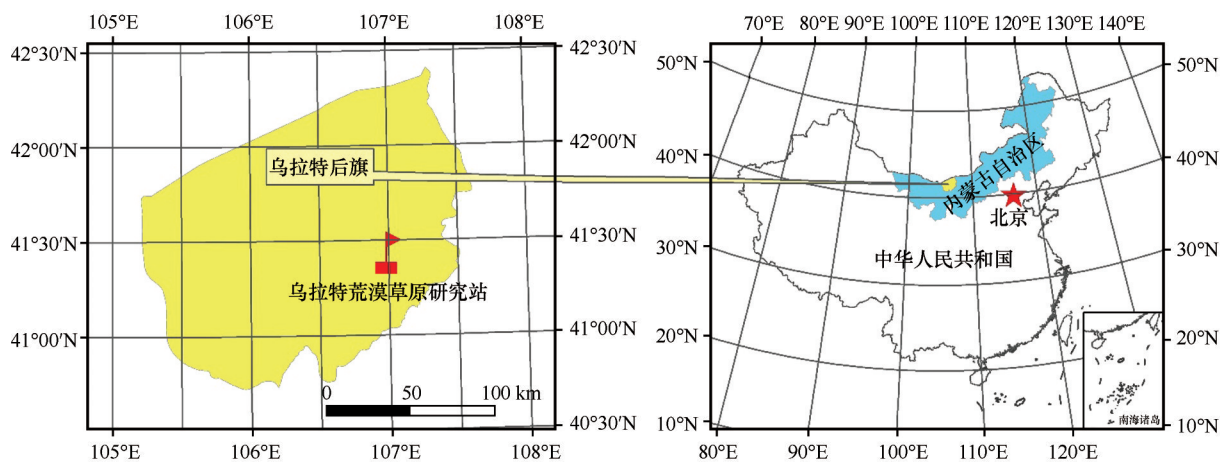 105°E 106°E 107°E 108°E
42°30′N 42°30′N
42°00′N 42°00′N
乌拉特后旗
41°30′N 41°30′N
乌拉特荒漠草原研究站
41°00′N 41°00′N
0 50 100 km
40°30′N
105°E 106°E 107°E 108°E
70°E 80°E 90°E 100°E 110°E 120°E 130°E 140°E
50°N 50°N
40°N 40°N
内蒙古自治区
北京
30°N 30°N
中华人民共和国
20°N 20°N
10°N 10°N
南海诸岛
80°E 90°E 100°E 110°E 120°E